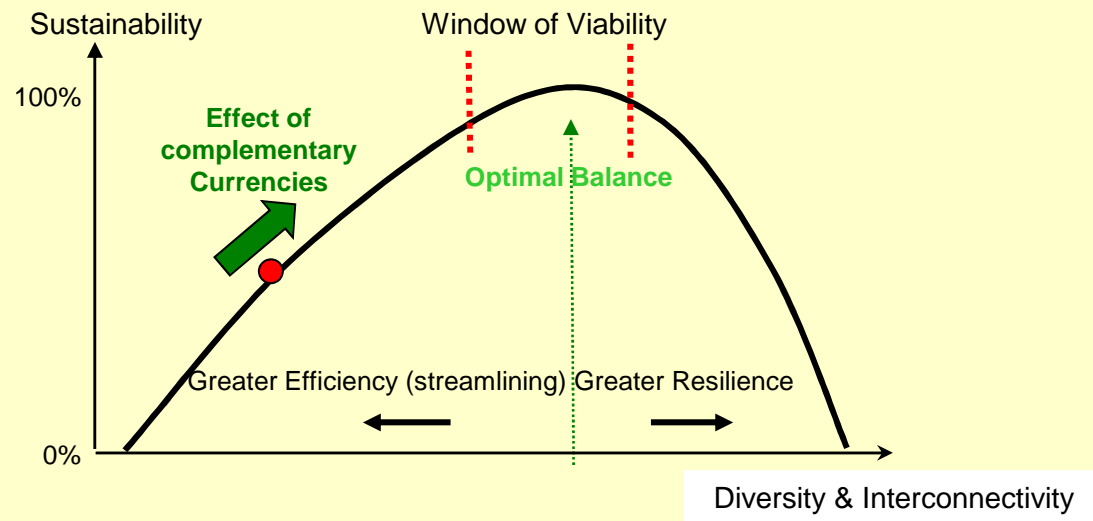 Sustainability
Window of Viability
100%
Effect of
complementary
Currencies
Optimal Balance
Greater Efficiency (streamlining)
Greater Resilience
0%
Diversity & Interconnectivity